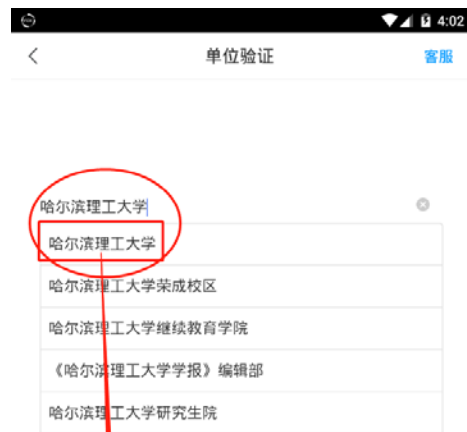 4:02
单位验证
客服
哈尔滨理工大学
哈尔滨理工大学
哈尔滨理工大学荣成校区
哈尔滨理工大学继续教育学院
《哈尔滨理工大学学报》编辑部
哈尔滨理工大学研究生院